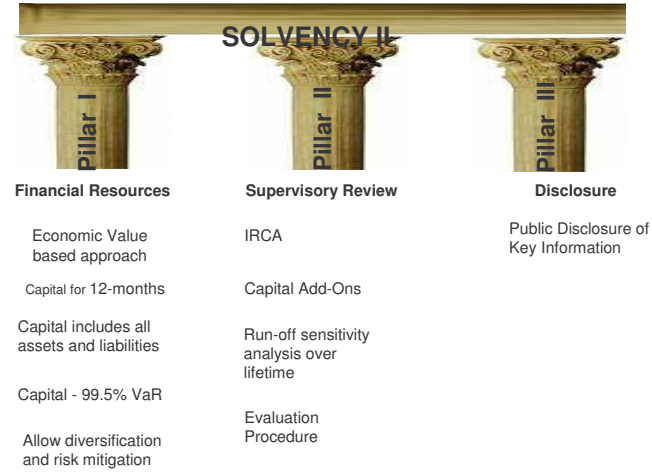 SOLVENCY II
Pillar I
Pillar II
Pillar III
Financial Resources
Economic Value
based approach
Capital for 12-months
Capital includes all
assets and liabilities
Capital - 99.5% VaR
Allow diversification
and risk mitigation
Supervisory Review
IRCA
Capital Add-Ons
Run-off sensitivity
analysis over
lifetime
Evaluation
Procedure
Disclosure
Public Disclosure of
Key Information